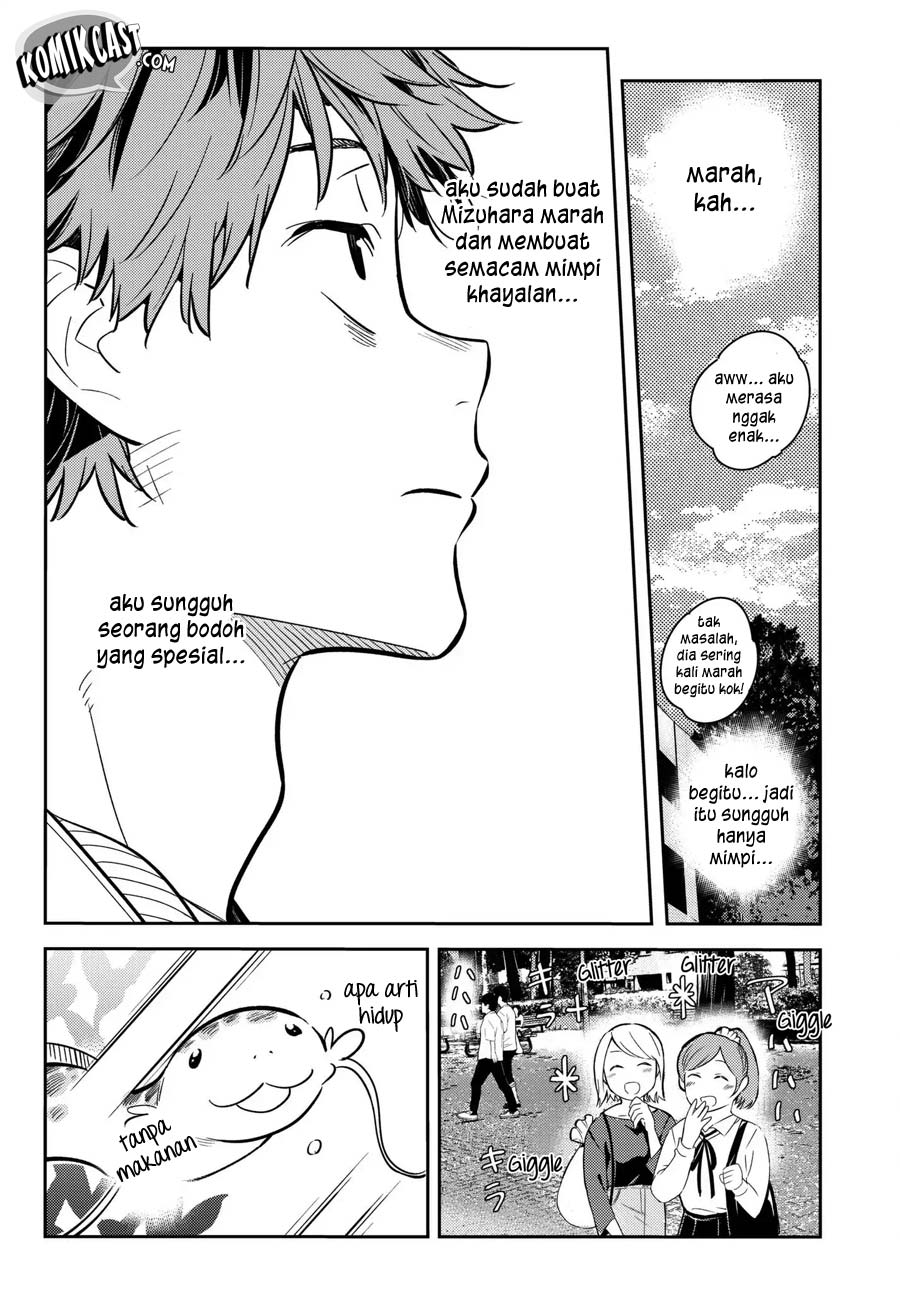 KOMIKCAST
.COM
MARAH,
KAH...
aww... aku
merasa
nggak
enak...
tak
masalah,
dia sering
kali marah
begitu kok!
kalo
begitu... jadi
itu sungguh
hanya
mimpi...
aku sudah buat
Mizuhara marah
dan membuat
semacam mimpi
khayalan...
aku sungguh
seorang bodoh
yang spesial...
Glitter
Glitter
Giggle
キラ
キラ
Giggle
apa arti
hidup
tanpa
makanan